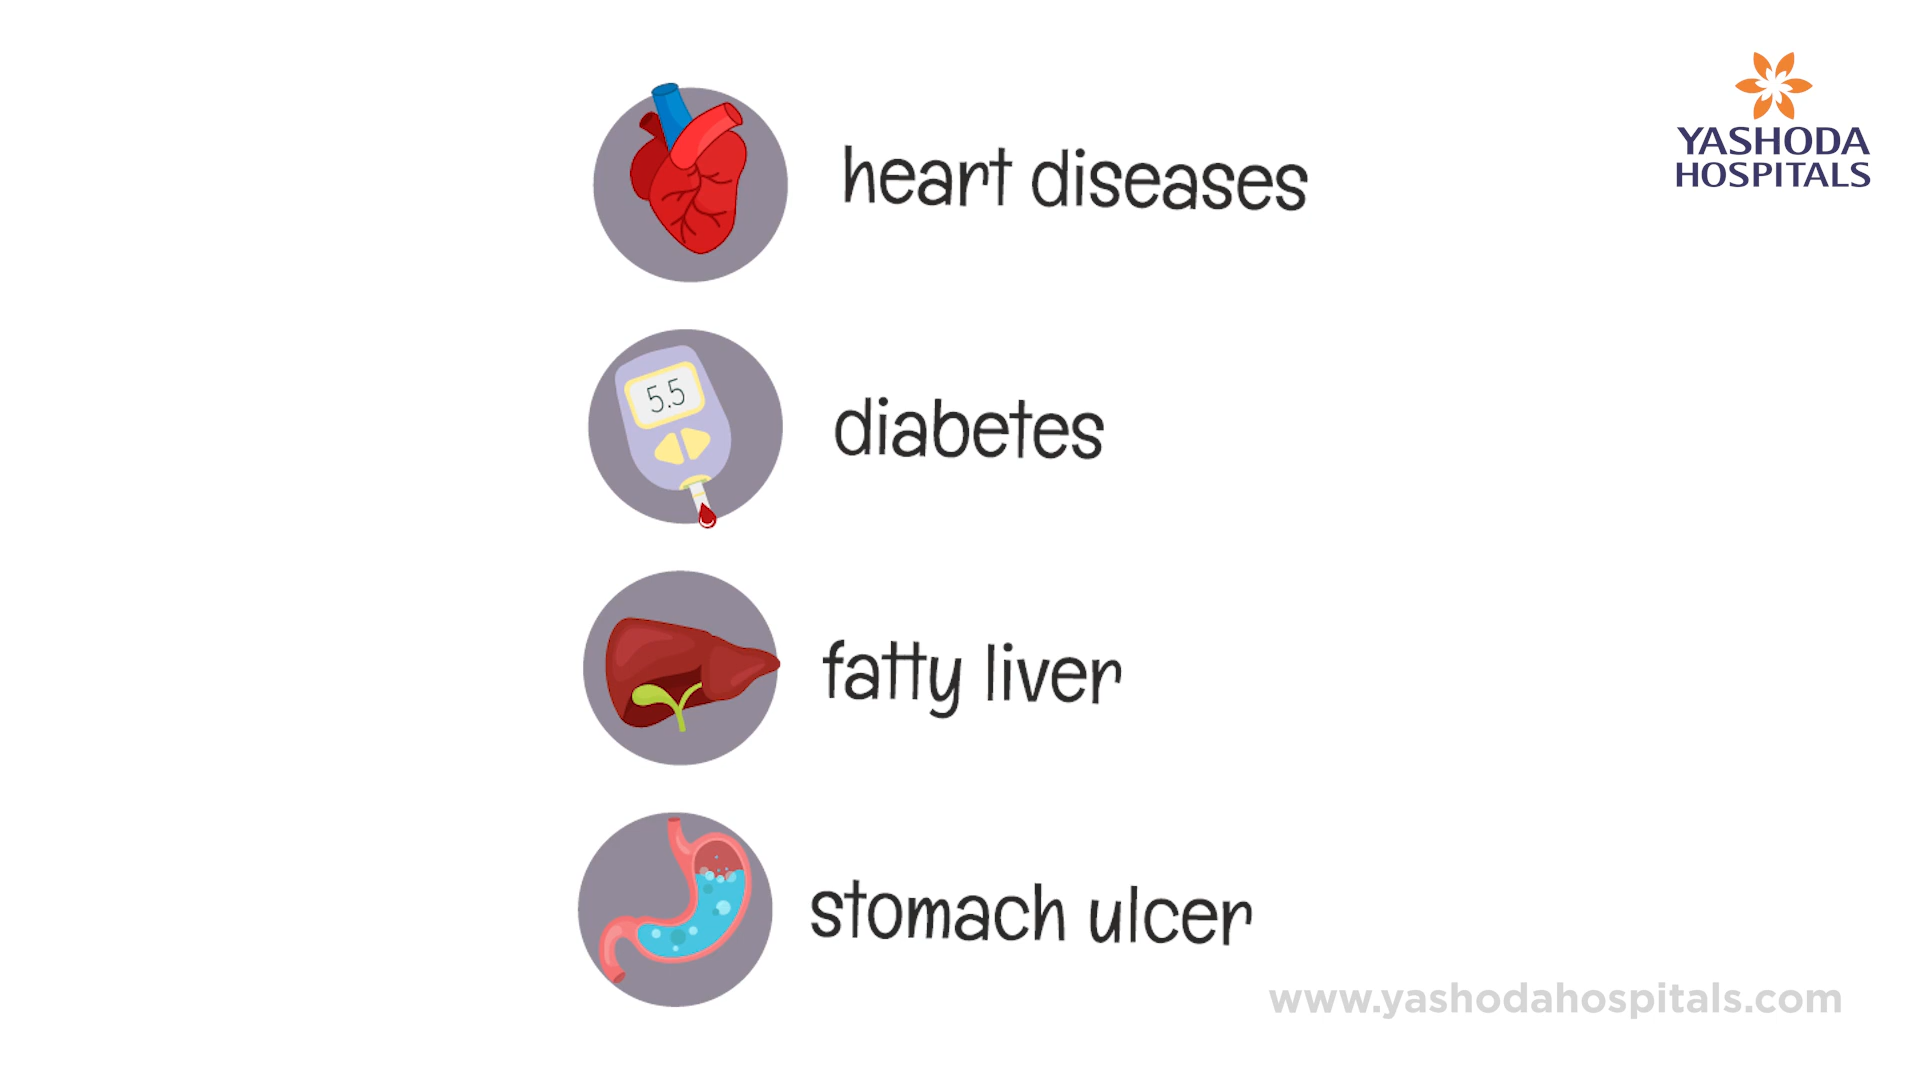 YASHODA
HOSPITALS
heart diseases
5.5
diabetes
fatty liver
stomach ulcer
www.yashodahospitals.com